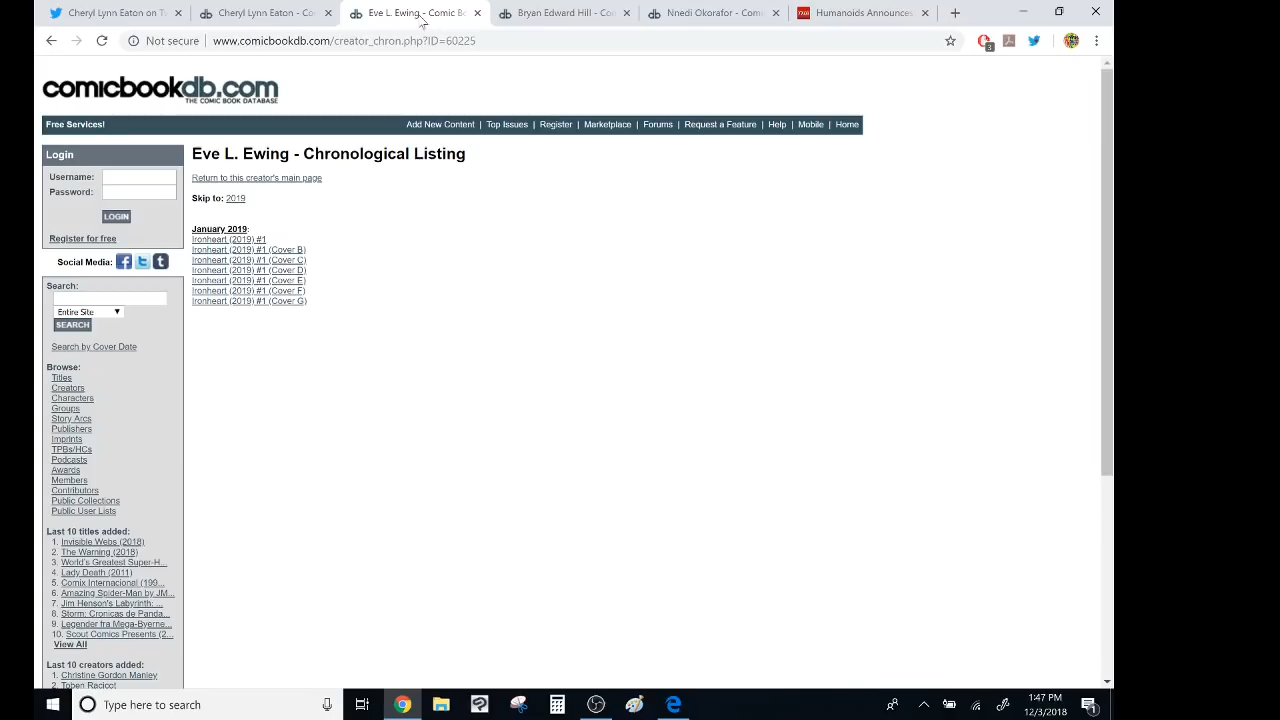 Cheryl Lynn Eaton on Tw
Cheryl Lynn Eaton - Co
Eve L. Ewing - Comic B
Bryan Edward Hill - Con
Nnedi Okorafor - Comi
Humanoids Announces
Not secure | www.comicbookdb.com/creator_chron.php?ID=60225
3
comicbookdb.com
THE COMIC BOOK DATABASE
Free Services!
Add New Content | Top Issues | Register | Marketplace | Forums | Request a Feature | Help | Mobile | Home
Login
Username:
Password:
LOGIN
Register for free
Social Media:
Search:
Entire Site
SEARCH
Search by Cover Date
Browse:
Titles
Creators
Characters
Groups
Story Arcs
Publishers
Imprints
TPBs/HCs
Podcasts
Awards
Members
Contributors
Public Collections
Public User Lists
Last 10 titles added:
1. Invisible Webs (2018)
2. The Warning (2018)
3. World's Greatest Super-H...
4. Lady Death (2011)
5. Comix Internacional (199...
6. Amazing Spider-Man by JM...
7. Jim Henson's Labyrinth: ...
8. Storm: Cronicas de Panda...
9. Legender fra Mega-Byerne...
10. Scout Comics Presents (2...
View All
Last 10 creators added:
1. Christine Gordon Manley
2. Toben Racicot
Eve L. Ewing - Chronological Listing
Return to this creator's main page
Skip to: 2019
January 2019:
Ironheart (2019) #1
Ironheart (2019) #1 (Cover B)
Ironheart (2019) #1 (Cover C)
Ironheart (2019) #1 (Cover D)
Ironheart (2019) #1 (Cover E)
Ironheart (2019) #1 (Cover F)
Ironheart (2019) #1 (Cover G)
Type here to search
1:47 PM
12/3/2018
1